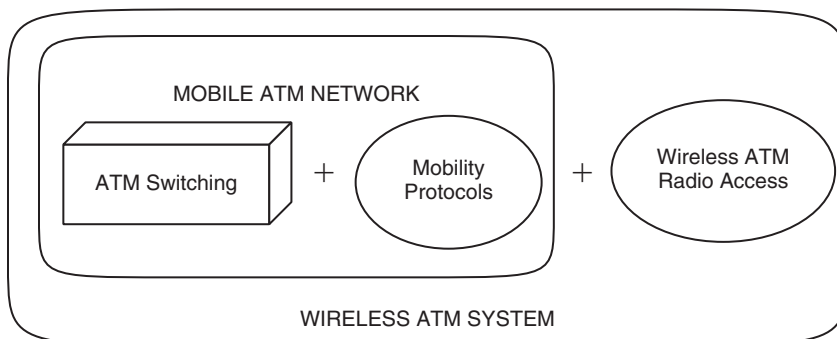 MOBILE ATM NETWORK
ATM Switching
+
Mobility
Protocols
+
Wireless ATM
Radio Access
WIRELESS ATM SYSTEM